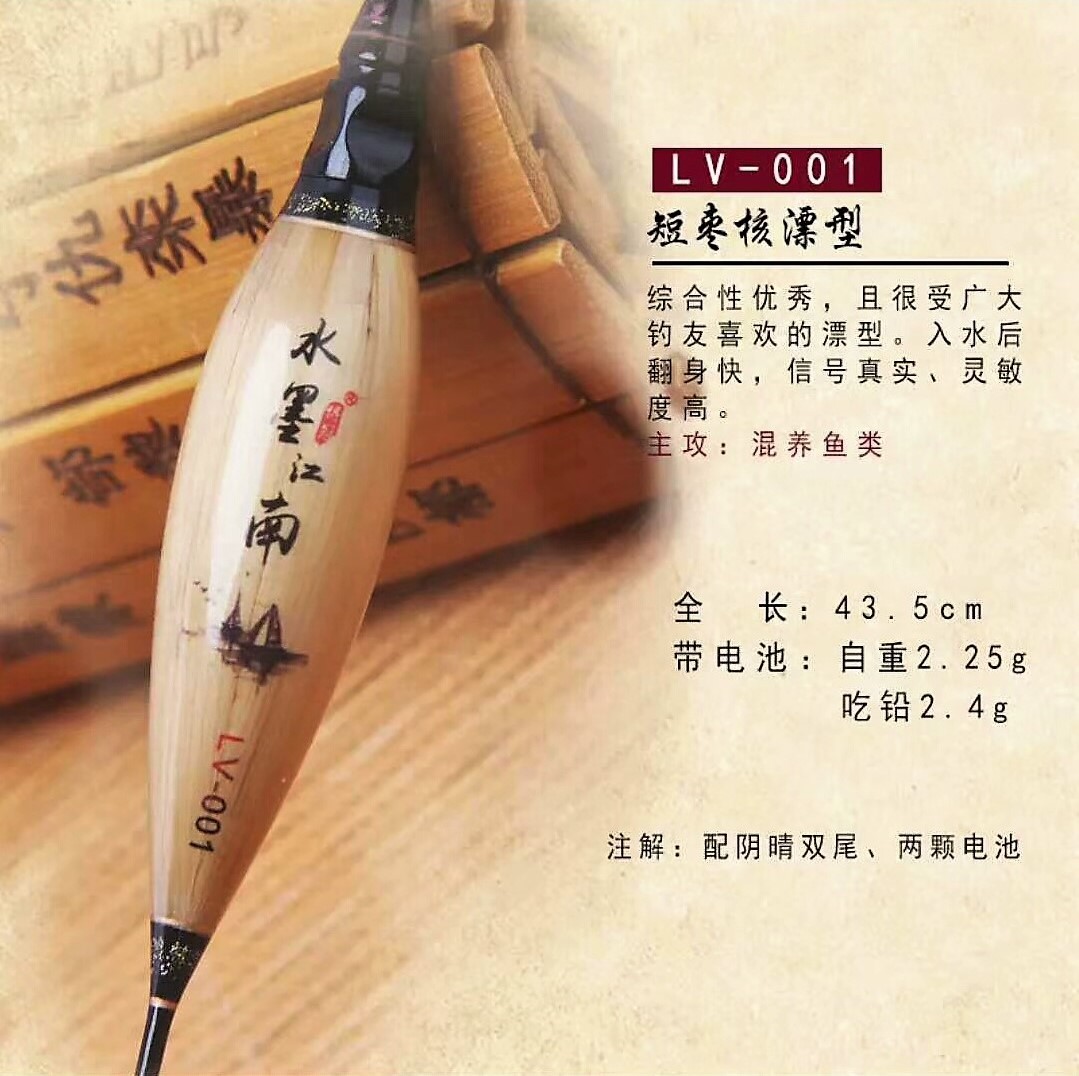 LV-001
短枣核漂型
综合性优秀，且很受广大
钓友喜欢的漂型。入水后
翻身快，信号真实、灵敏
度高。
主攻：混养鱼类
全　长：43.5cm
带电池：自重2.25g
吃铅2.4g
注解：配阴晴双尾、两颗电池
水墨江南
LV-001